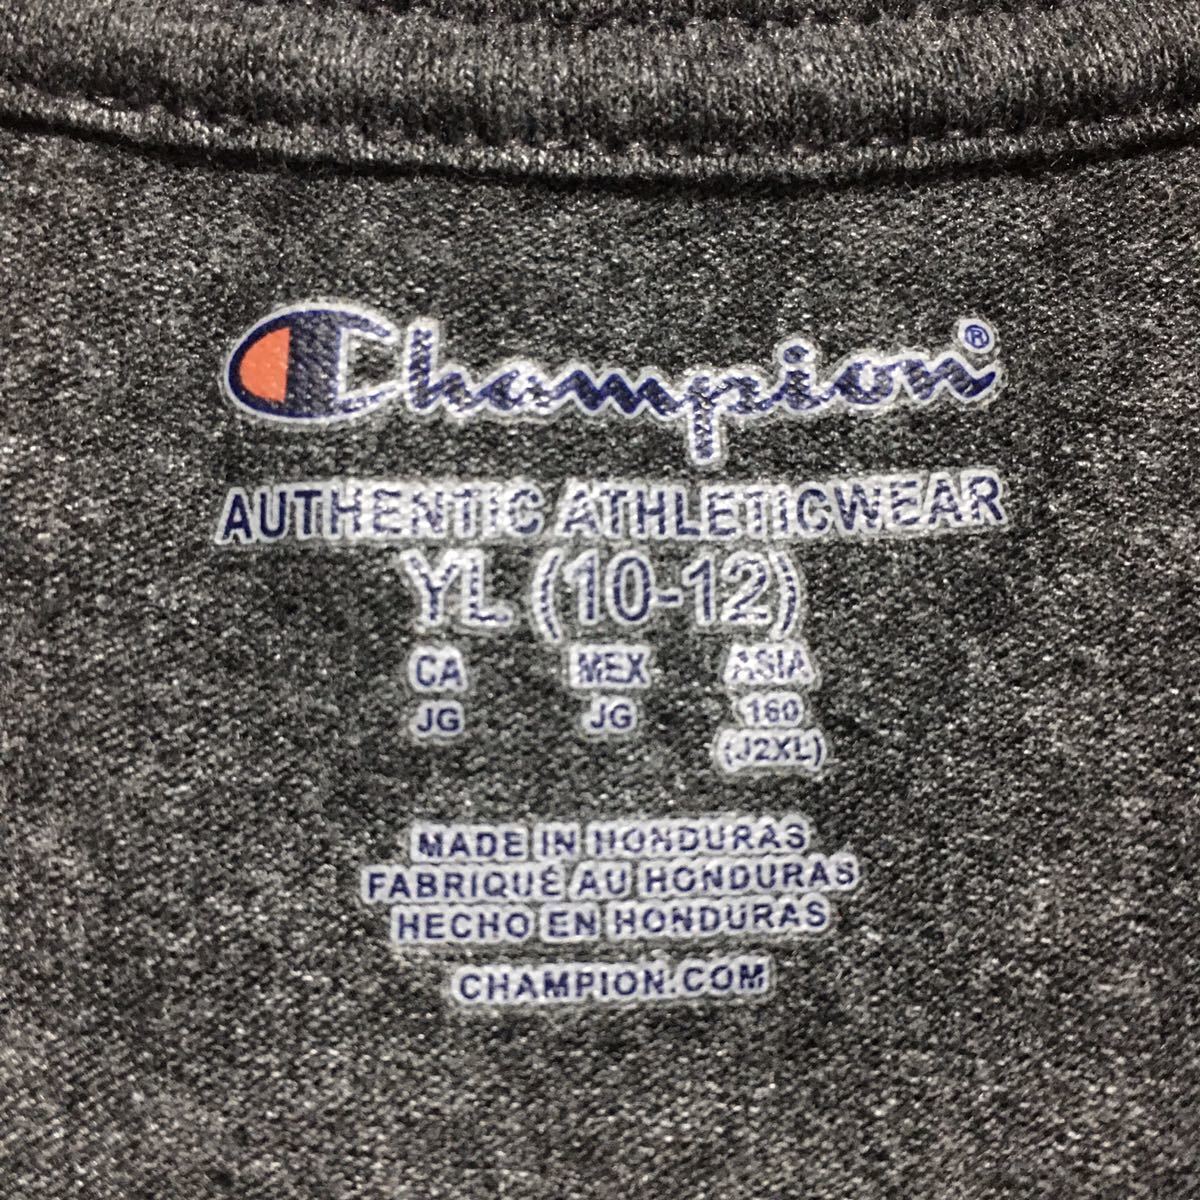 Champion®
AUTHENTIC ATHLETICWEAR
YL (10-12)
CA MEX ASIA
JG JG 160
(J2XL)
MADE IN HONDURAS
FABRIQUÉ AU HONDURAS
HECHO EN HONDURAS
CHAMPION.COM